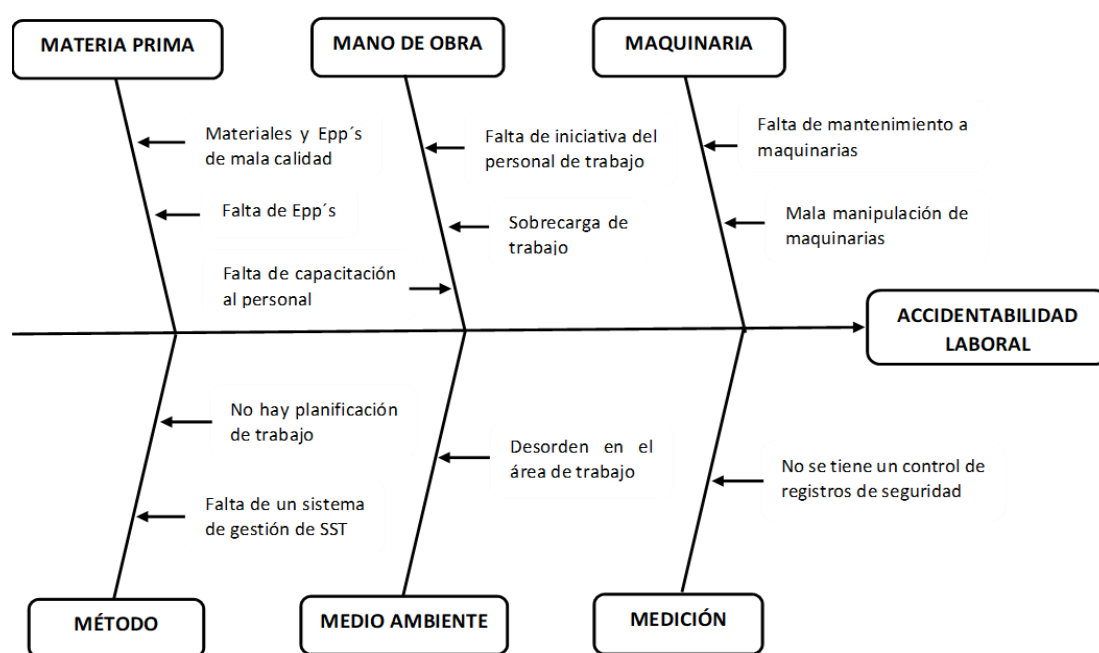 MATERIA PRIMA
MANO DE OBRA
MAQUINARIA
Materiales y Epp´s
de mala calidad
Falta de Epp´s
Falta de iniciativa del
personal de trabajo
Sobrecarga de
trabajo
Falta de capacitación
al personal
Falta de mantenimiento a
maquinarias
Mala manipulación de
maquinarias
ACCIDENTABILIDAD
LABORAL
No hay planificación
de trabajo
Falta de un sistema
de gestión de SST
Desorden en el
área de trabajo
No se tiene un control de
registros de seguridad
MÉTODO
MEDIO AMBIENTE
MEDICIÓN